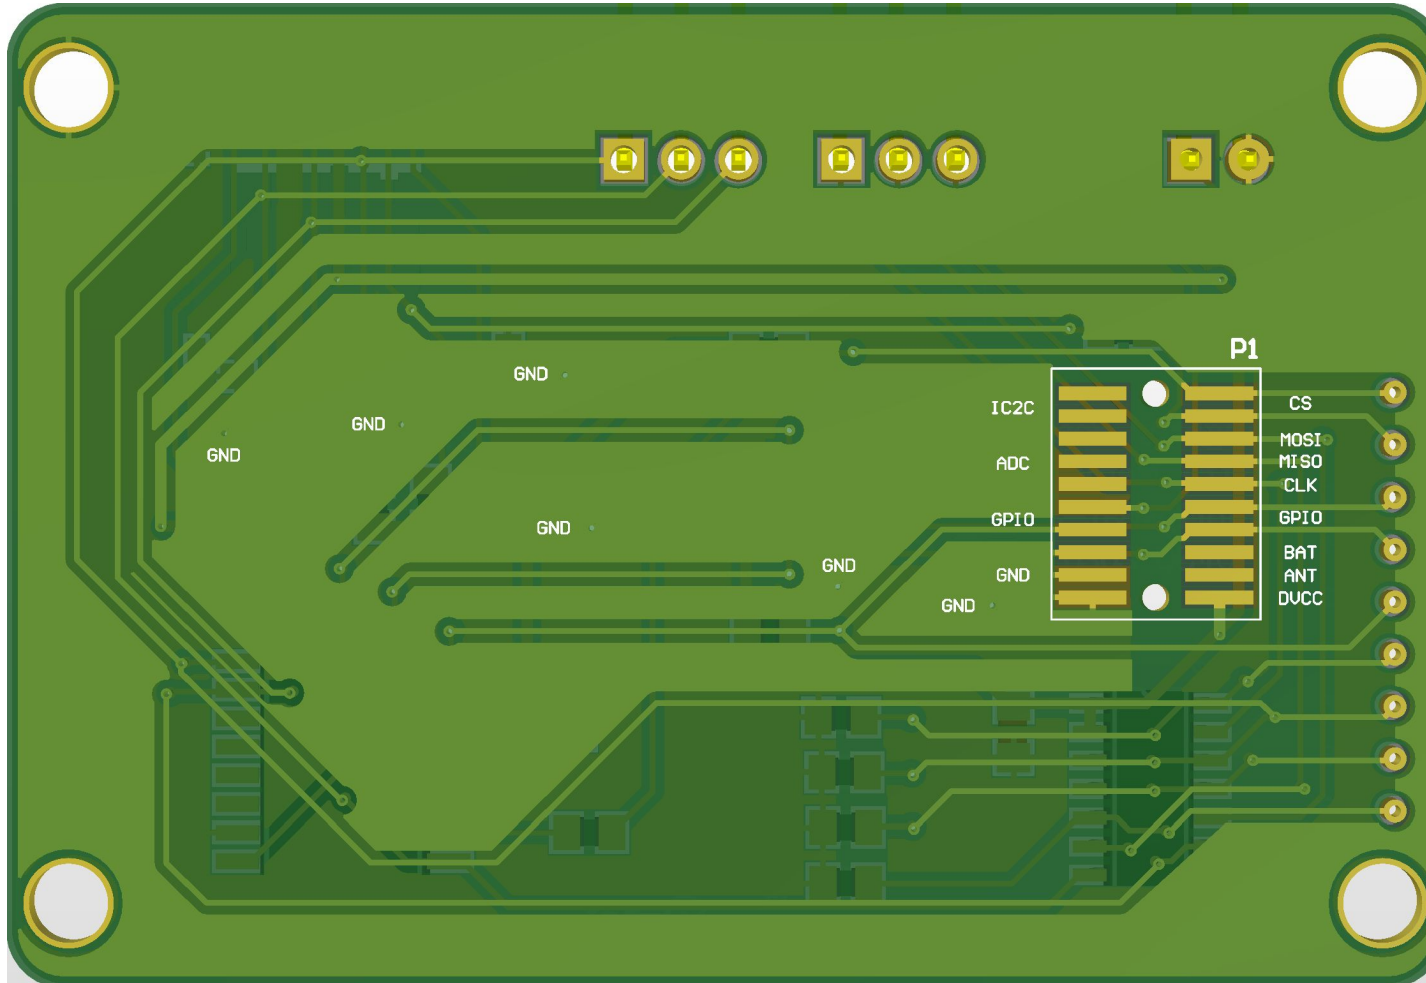 P1
GND
IC2C
CS
GND
MOSI
GND
ADC
MISO
CLK
GPIO
GPIO
GND
BAT
GND
GND
ANT
DVCC
GND